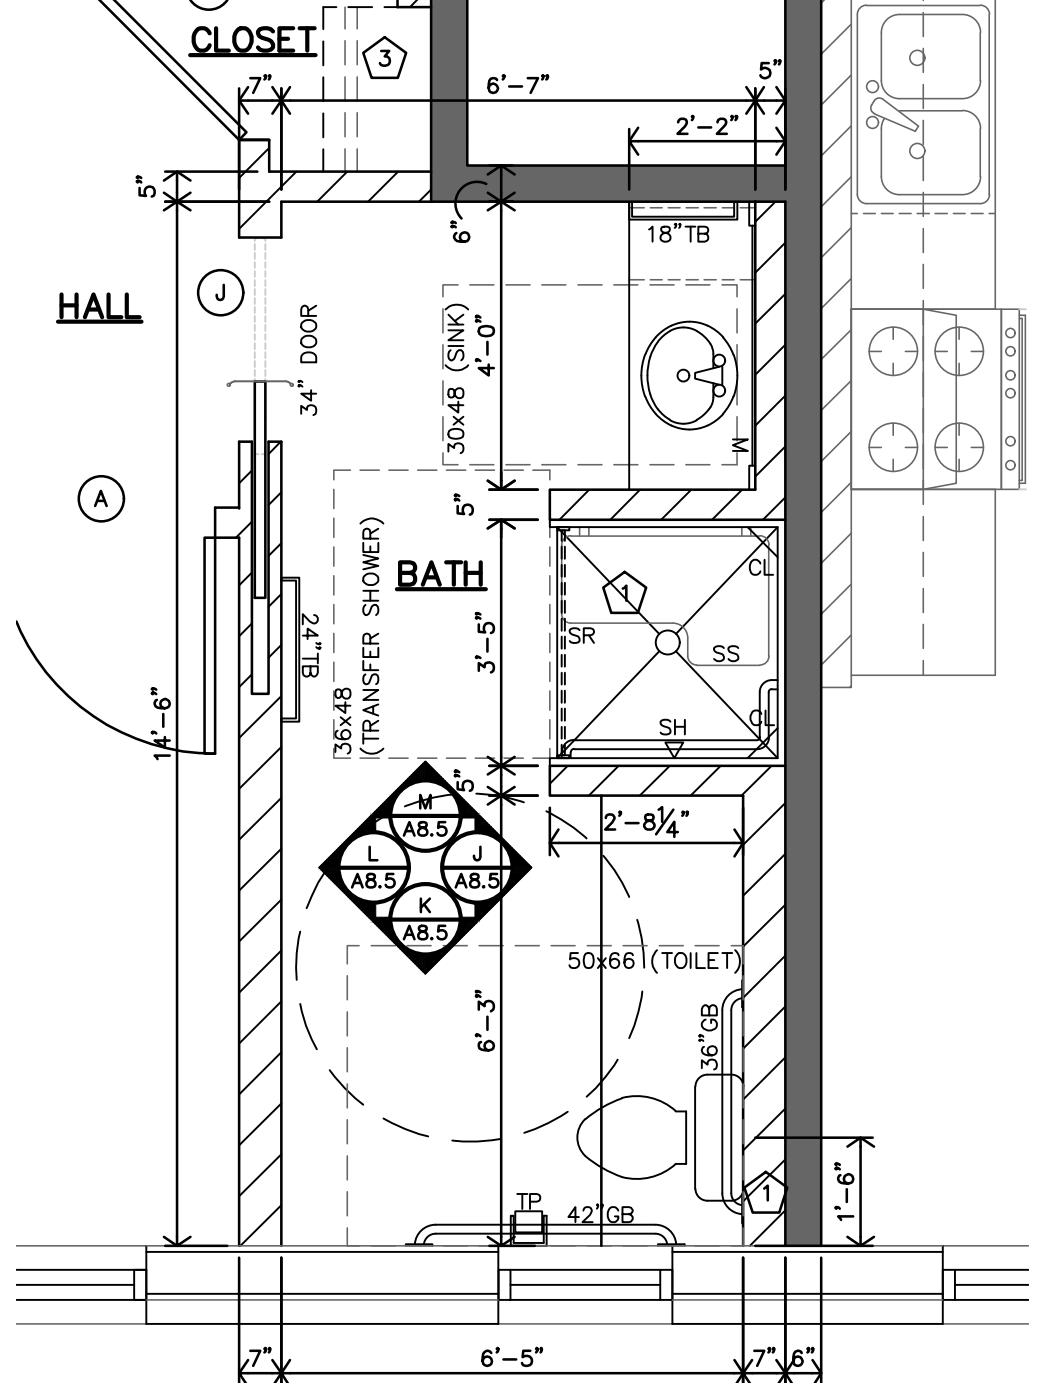 CLOSET
3
7"
6'-7"
5"
2'-2"
5"
6"
18"TB
HALL
J
34" DOOR
30x48 (SINK)
4'-0"
M
A
5"
BATH
CL
1
24"TB
36x48
(TRANSFER SHOWER)
3'-5"
SR
SS
14'-6"
SH
CL
5"
M
A8.5
2'-8¼"
L
A8.5
J
A8.5
K
A8.5
50x66 (TOILET)
6'-3"
36"GB
1
1'-6"
TP
42"GB
7"
6'-5"
7"
6"